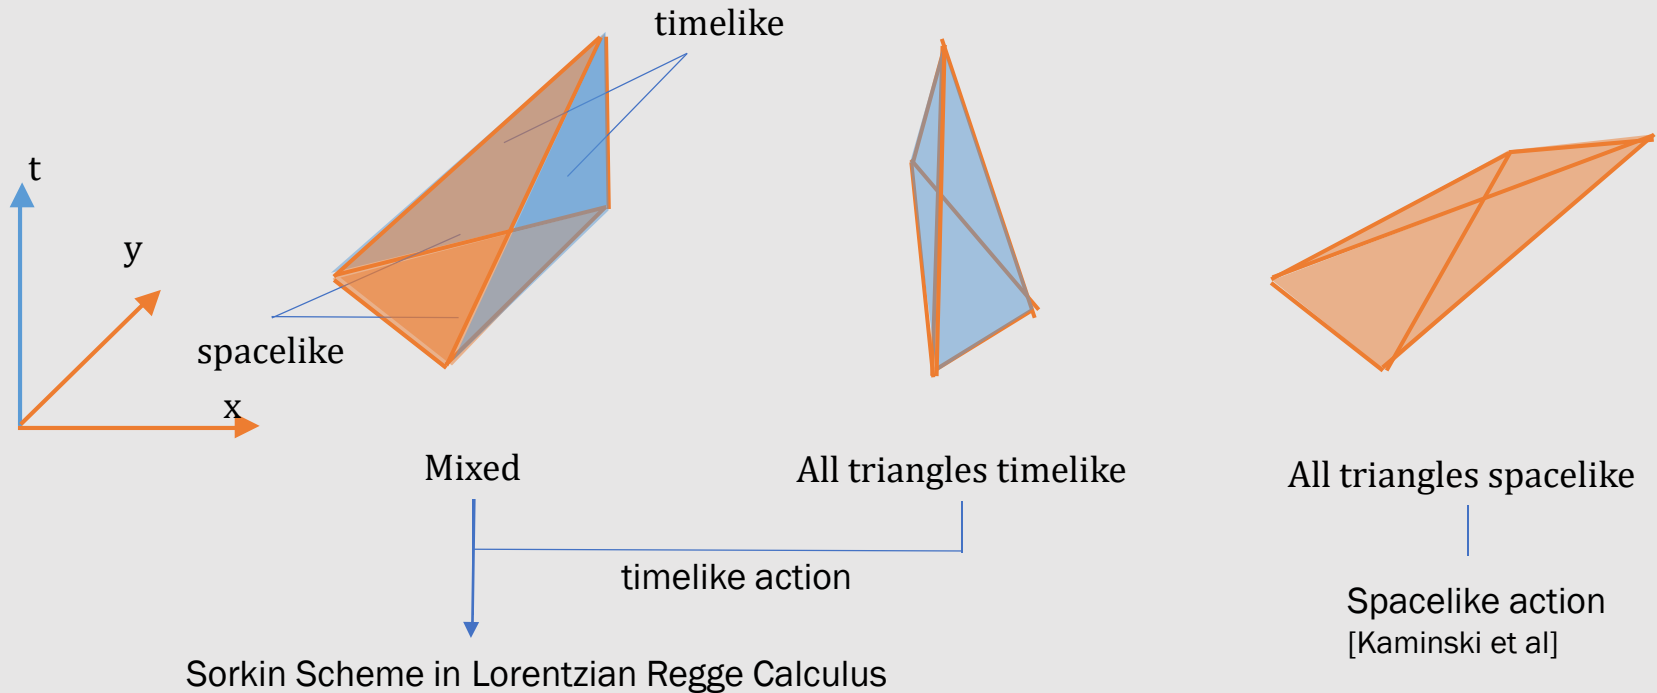 timelike
t
y
spacelike
x
Mixed
All triangles timelike
All triangles spacelike
timelike action
Spacelike action
[Kaminski et al]
Sorkin Scheme in Lorentzian Regge Calculus